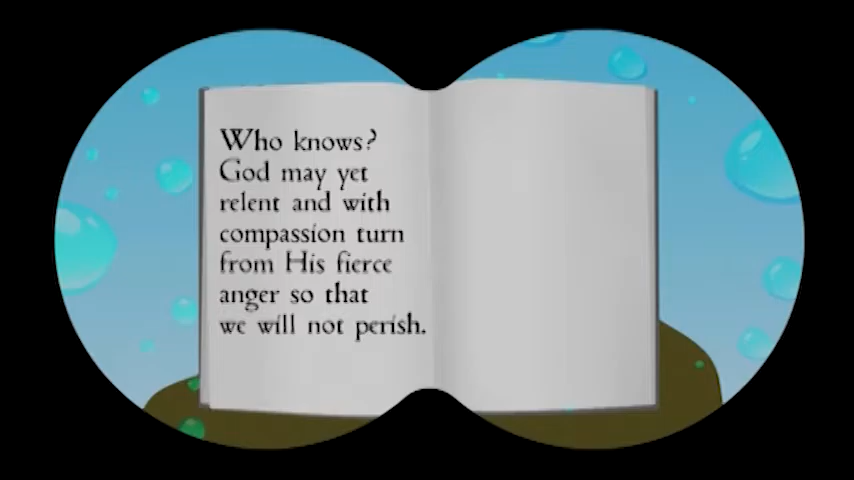 Who knows?
God may yet
relent and with
compassion turn
from His fierce
anger so that
we will not perish.